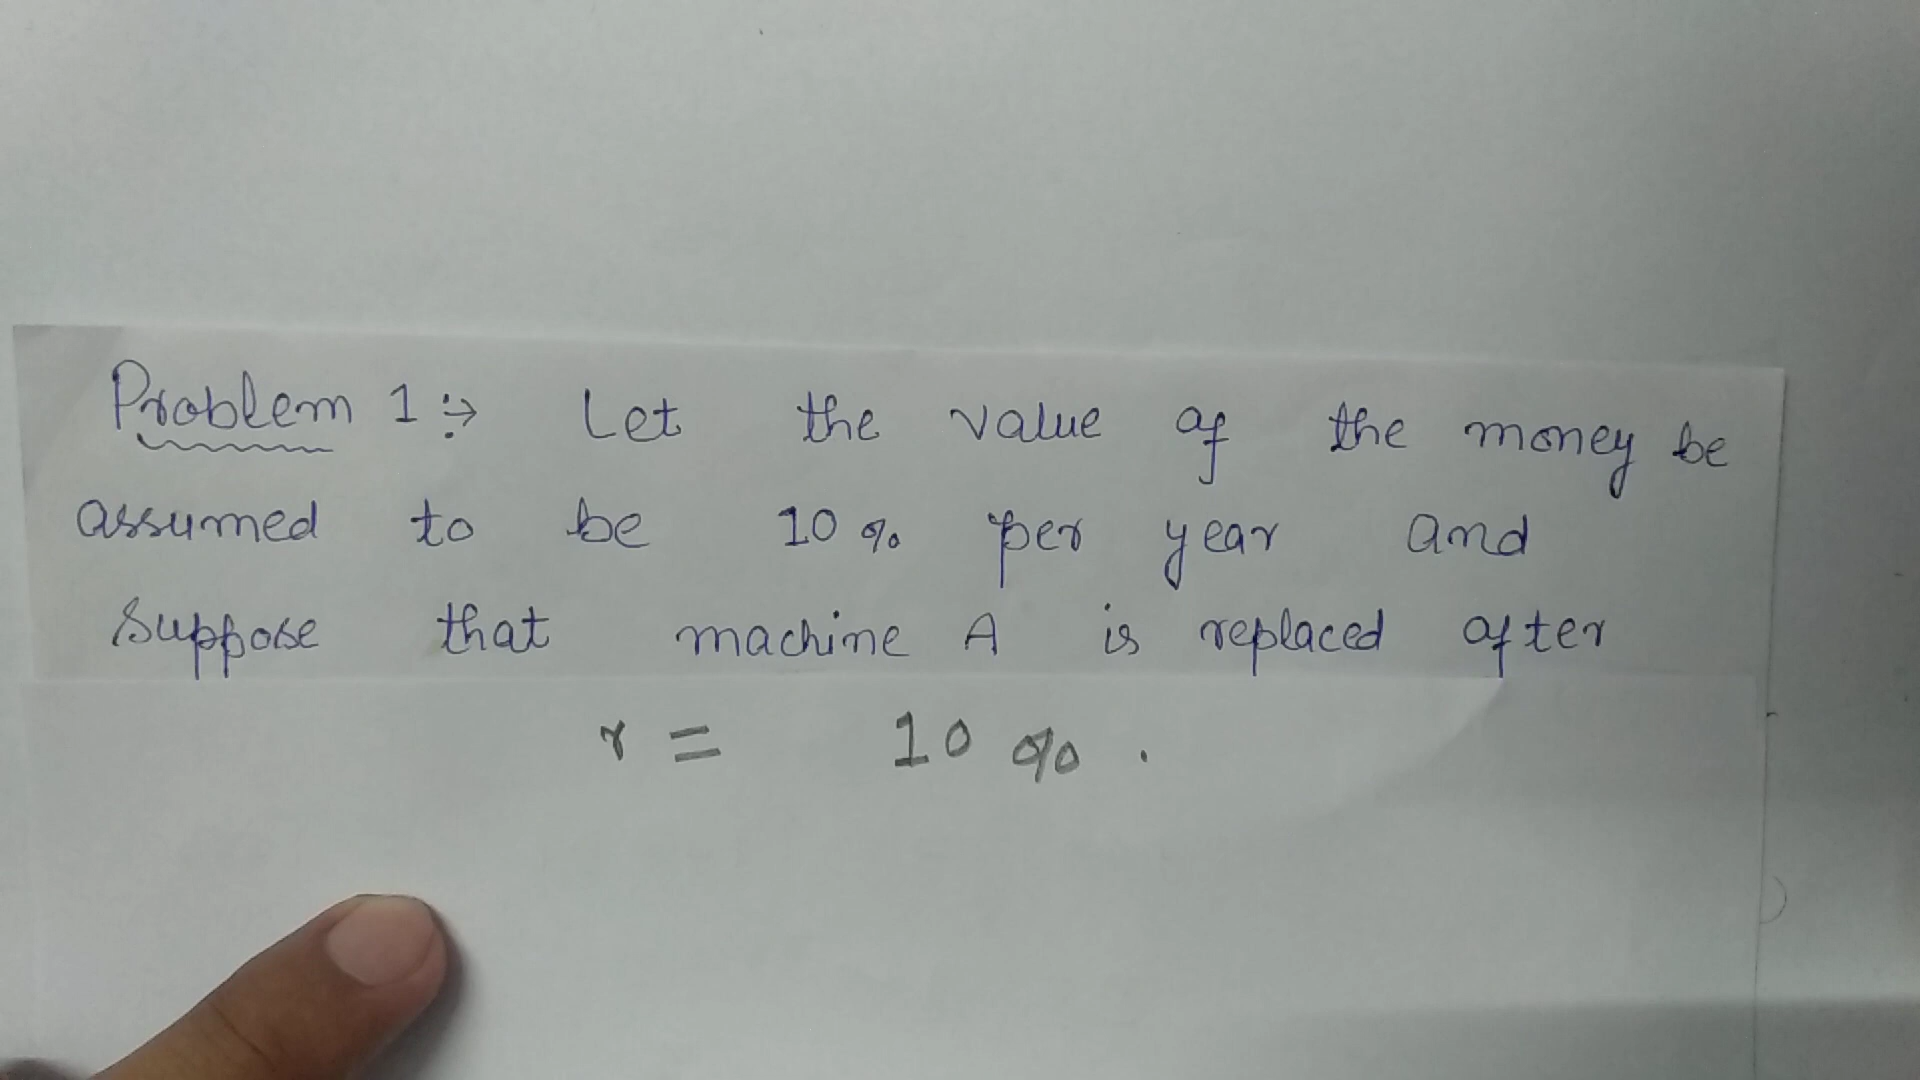 Problem 1 :→ Let the value of the money be
assumed to be 10 % per year and
suppose that machine A is replaced after
r = 10 % .